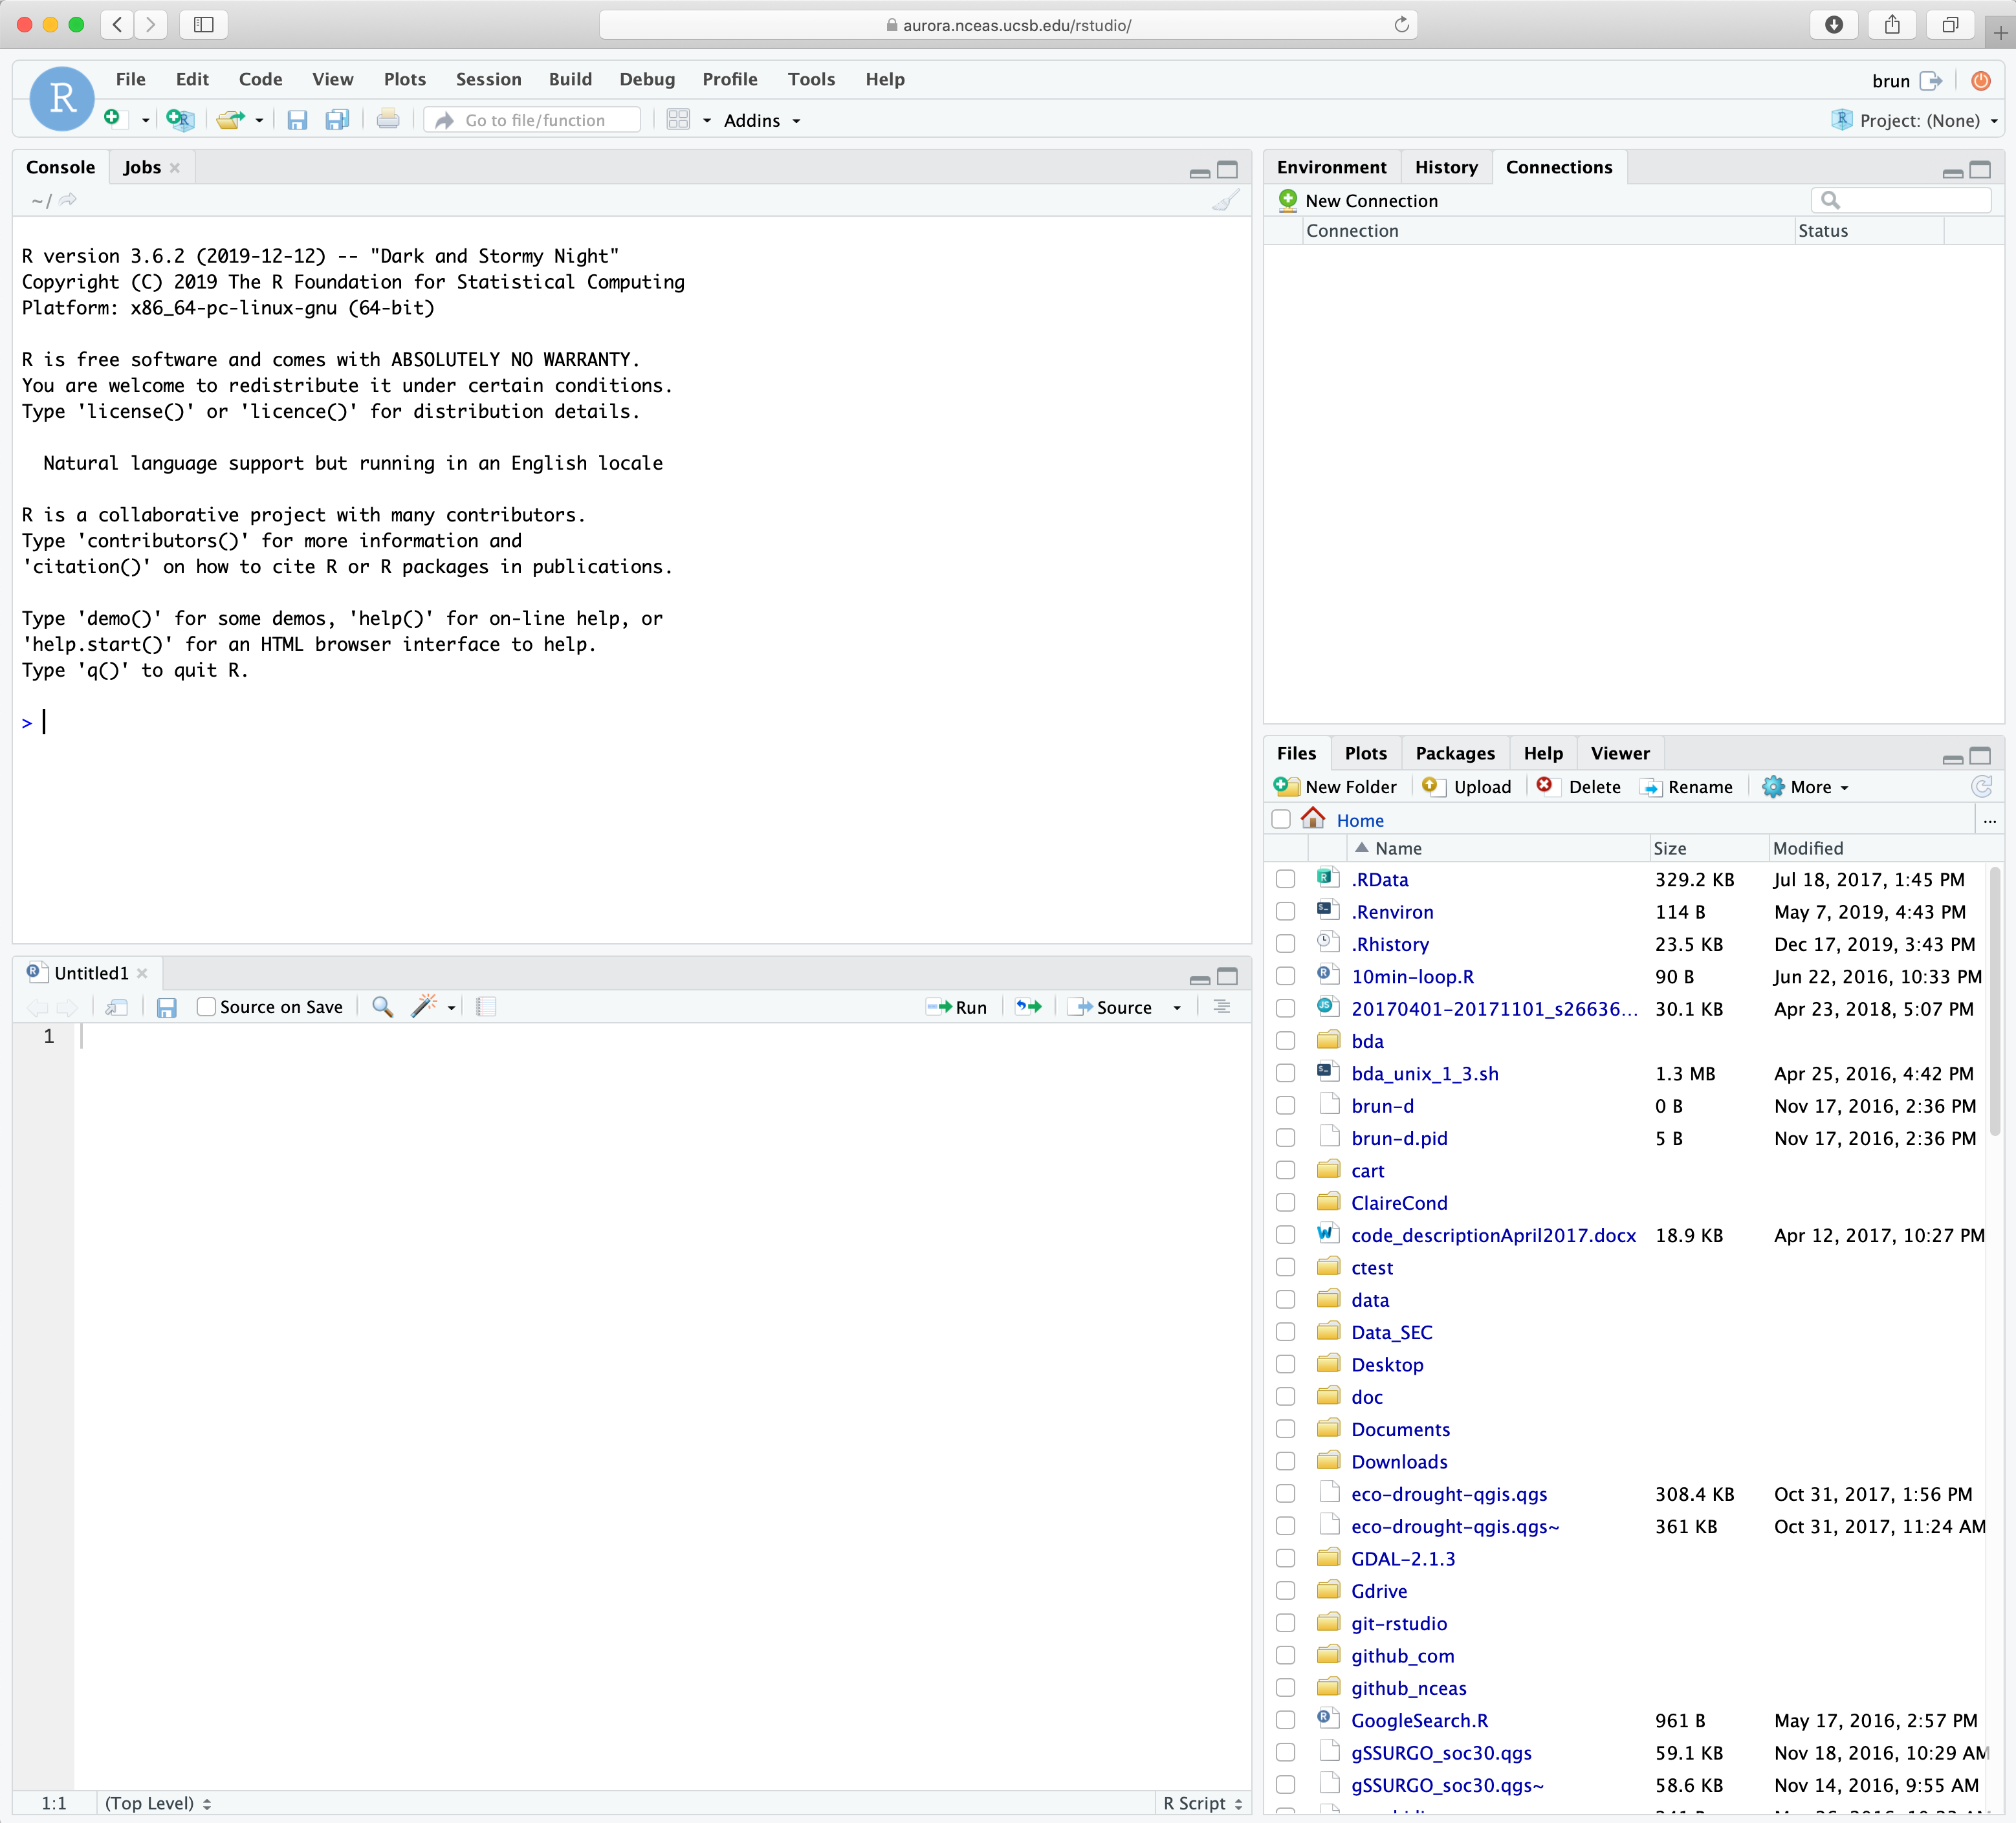 aurora.nceas.ucsb.edu/rstudio/
R File Edit Code View Plots Session Build Debug Profile Tools Help brun
Go to file/function Addins Project: (None)
Console Jobs
~/
R version 3.6.2 (2019-12-12) -- "Dark and Stormy Night"
Copyright (C) 2019 The R Foundation for Statistical Computing
Platform: x86_64-pc-linux-gnu (64-bit)
R is free software and comes with ABSOLUTELY NO WARRANTY.
You are welcome to redistribute it under certain conditions.
Type 'license()' or 'licence()' for distribution details.
Natural language support but running in an English locale
R is a collaborative project with many contributors.
Type 'contributors()' for more information and
'citation()' on how to cite R or R packages in publications.
Type 'demo()' for some demos, 'help()' for on-line help, or
'help.start()' for an HTML browser interface to help.
Type 'q()' to quit R.
>
Untitled1
Source on Save Run Source
1
1:1 (Top Level) R Script
Environment History Connections
New Connection
Connection Status
Files Plots Packages Help Viewer
New Folder Upload Delete Rename More
Home ...
Name Size Modified
.RData 329.2 KB Jul 18, 2017, 1:45 PM
.Renviron 114 B May 7, 2019, 4:43 PM
.Rhistory 23.5 KB Dec 17, 2019, 3:43 PM
10min-loop.R 90 B Jun 22, 2016, 10:33 PM
20170401-20171101_s26636... 30.1 KB Apr 23, 2018, 5:07 PM
bda
bda_unix_1_3.sh 1.3 MB Apr 25, 2016, 4:42 PM
brun-d 0 B Nov 17, 2016, 2:36 PM
brun-d.pid 5 B Nov 17, 2016, 2:36 PM
cart
ClaireCond
code_descriptionApril2017.docx 18.9 KB Apr 12, 2017, 10:27 PM
ctest
data
Data_SEC
Desktop
doc
Documents
Downloads
eco-drought-qgis.qgs 308.4 KB Oct 31, 2017, 1:56 PM
eco-drought-qgis.qgs~ 361 KB Oct 31, 2017, 11:24 AM
GDAL-2.1.3
Gdrive
git-rstudio
github_com
github_nceas
GoogleSearch.R 961 B May 17, 2016, 2:57 PM
gSSURGO_soc30.qgs 59.1 KB Nov 18, 2016, 10:29 AM
gSSURGO_soc30.qgs~ 58.6 KB Nov 14, 2016, 9:55 AM